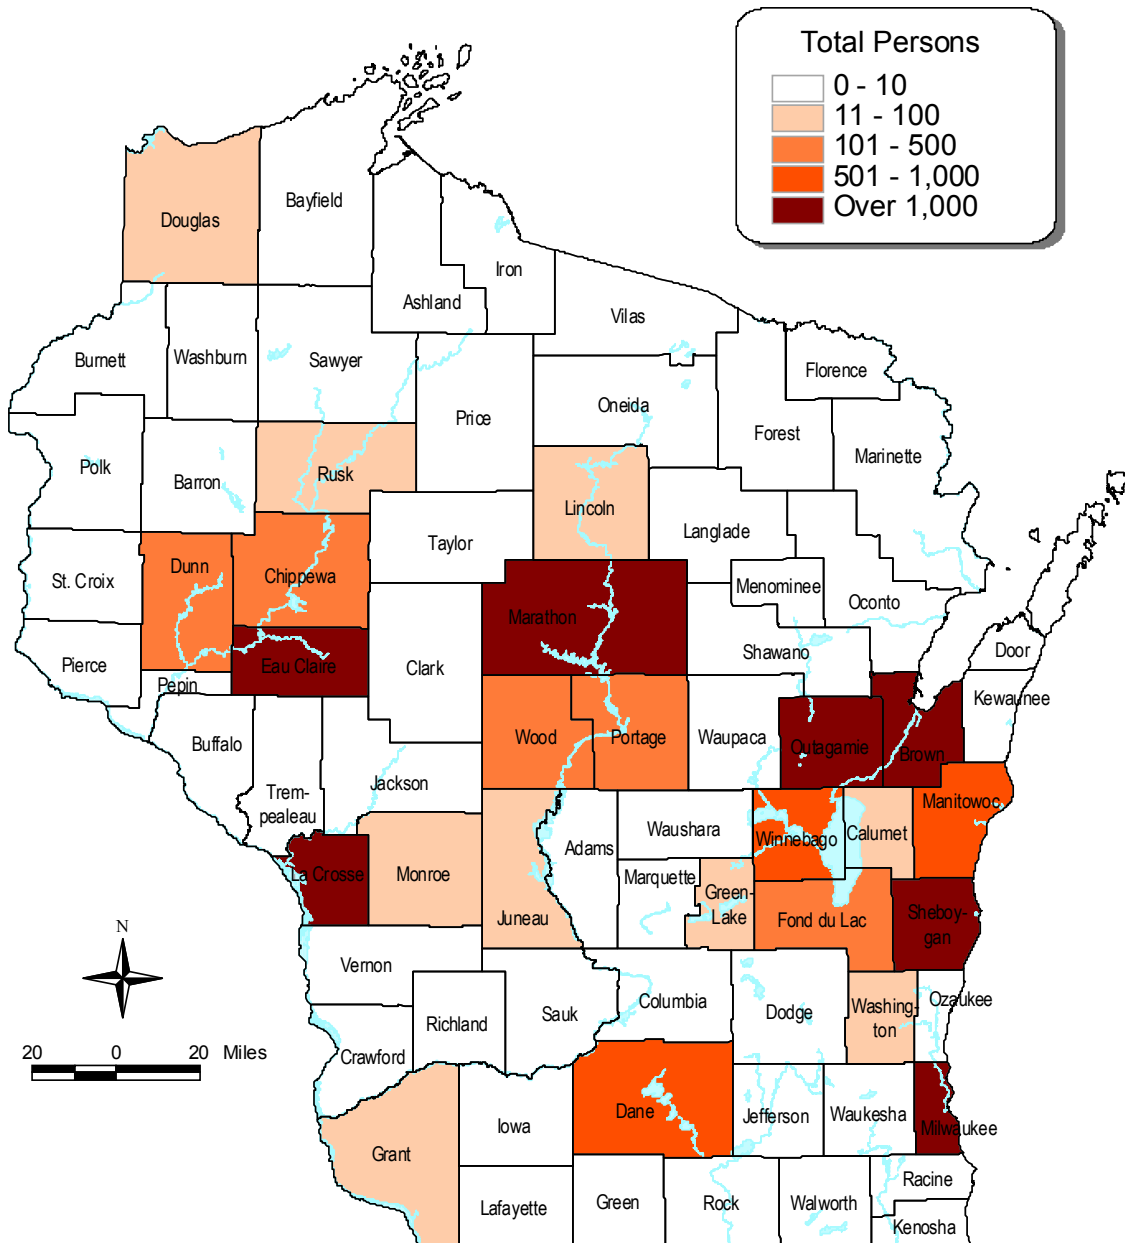 Total Persons
0 - 10
11 - 100
101 - 500
501 - 1,000
Over 1,000
Bayfield
Douglas
Iron
Ashland
Vilas
Burnett
Washburn
Sawyer
Florence
Price
Oneida
Forest
Marinette
Polk
Barron
Rusk
Lincoln
Langlade
Taylor
St. Croix
Dunn
Chippewa
Menominee
Oconto
Marathon
Pierce
Eau Claire
Clark
Shawano
Door
Pepin
Kewaunee
Buffalo
Wood
Portage
Waupaca
Outagamie
Brown
Jackson
Trem-
pealeau
Manitowoc
Waushara
Winnebago
Calumet
Adams
La Crosse
Monroe
Marquette
Green
Lake
Juneau
Fond du Lac
Sheboy-
gan
N
Vernon
Columbia
Ozaukee
Richland
Sauk
Dodge
Washing-
ton
Crawford
20 0 20 Miles
Dane
Jefferson
Waukesha
Milwaukee
Iowa
Grant
Racine
Lafayette
Green
Rock
Walworth
Kenosha